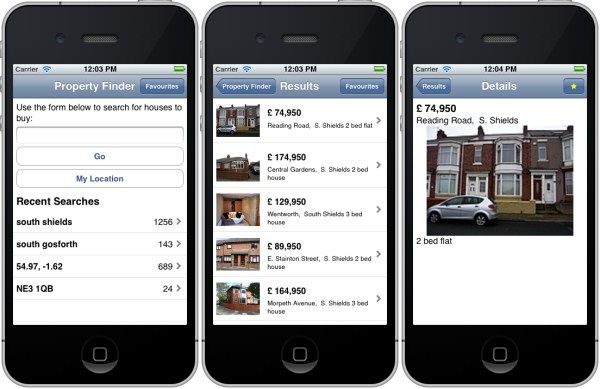 Carrier 12:03 PM
Property Finder Favourites
Use the form below to search for houses to
buy:
Go
My Location
Recent Searches
south shields 1256
south gosforth 143
54.97, -1.62 689
NE3 1QB 24
Carrier 12:03 PM
Property Finder Results Favourites
£ 74,950
Reading Road, S. Shields 2 bed flat
£ 174,950
Central Gardens, S. Shields 2 bed
house
£ 129,950
Wentworth, South Shields 3 bed
house
£ 89,950
E. Stainton Street, S. Shields 2 bed
house
£ 164,950
Morpeth Avenue, S. Shields 3 bed
house
Carrier 12:04 PM
Results Details
£ 74,950
Reading Road, S. Shields
2 bed flat